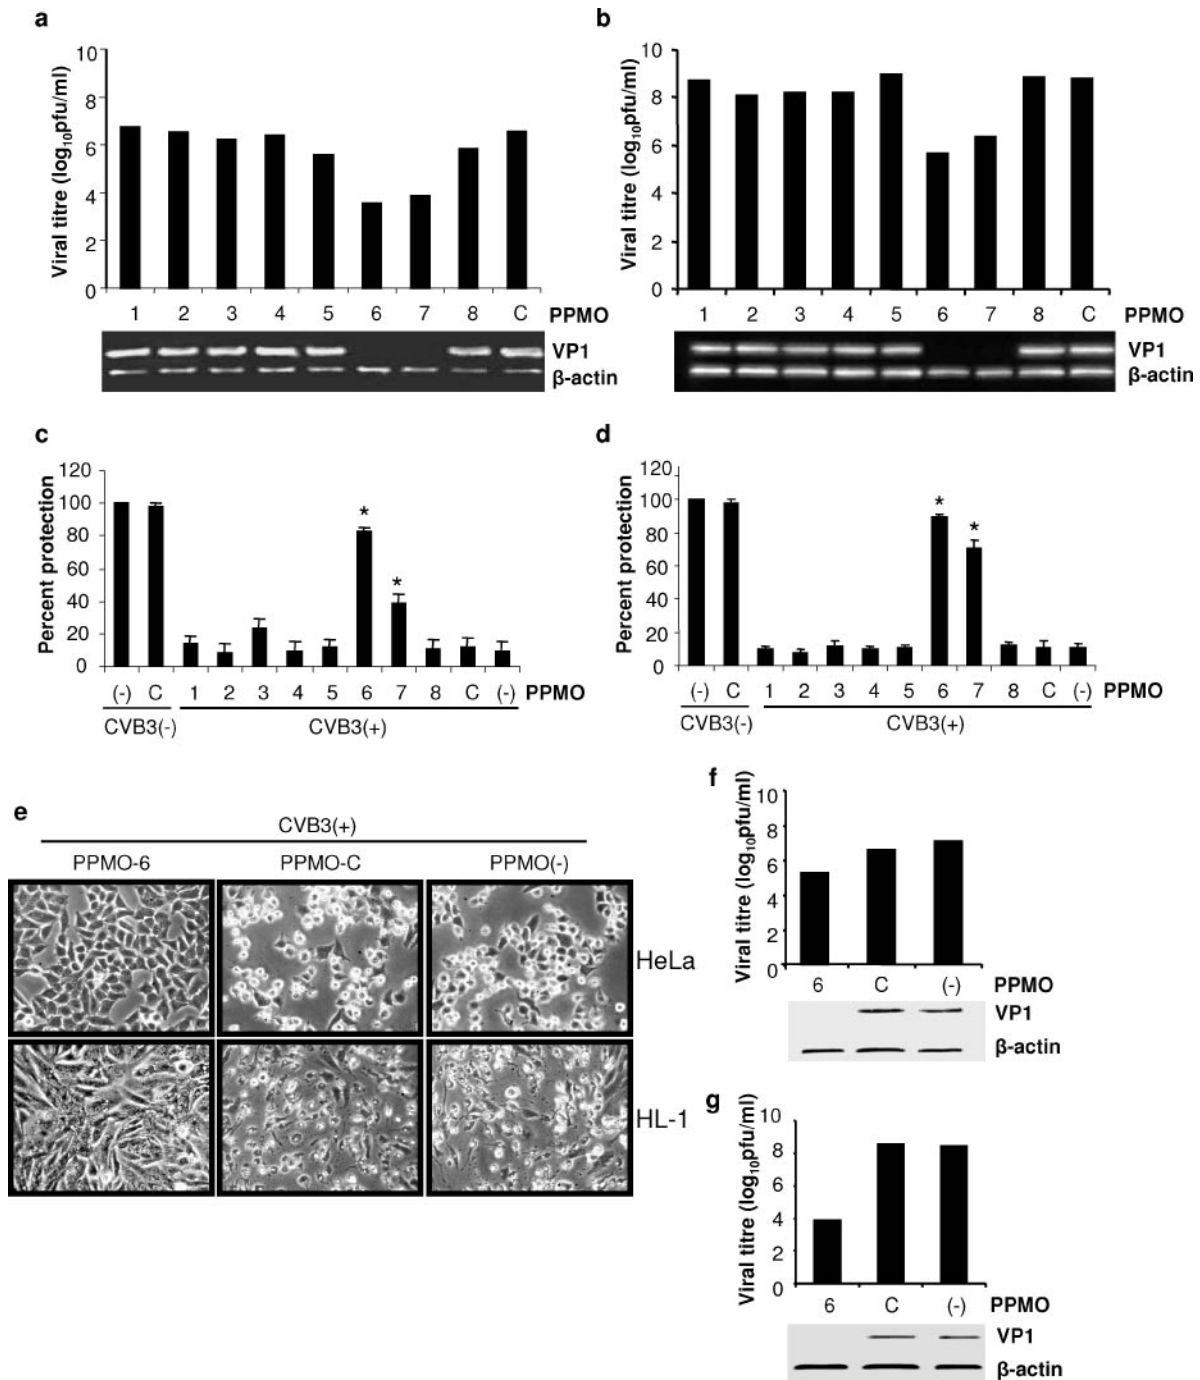 a
Viral titre (log10pfu/ml)
10
8
6
4
2
0
1 2 3 4 5 6 7 8 C PPMO
VP1
β-actin
b
Viral titre (log10pfu/ml)
10
8
6
4
2
0
1 2 3 4 5 6 7 8 C PPMO
VP1
β-actin
c
Percent protection
120
100
80
60
40
20
0
* *
(-) C 1 2 3 4 5 6 7 8 C (-) PPMO
CVB3(-) CVB3(+)
d
Percent protection
120
100
80
60
40
20
0
* *
(-) C 1 2 3 4 5 6 7 8 C (-) PPMO
CVB3(-) CVB3(+)
e
CVB3(+)
PPMO-6 PPMO-C PPMO(-)
HeLa
HL-1
f
Viral titre (log10pfu/ml)
10
8
6
4
2
0
6 C (-) PPMO
VP1
β-actin
g
Viral titre (log10pfu/ml)
10
8
6
4
2
0
6 C (-) PPMO
VP1
β-actin